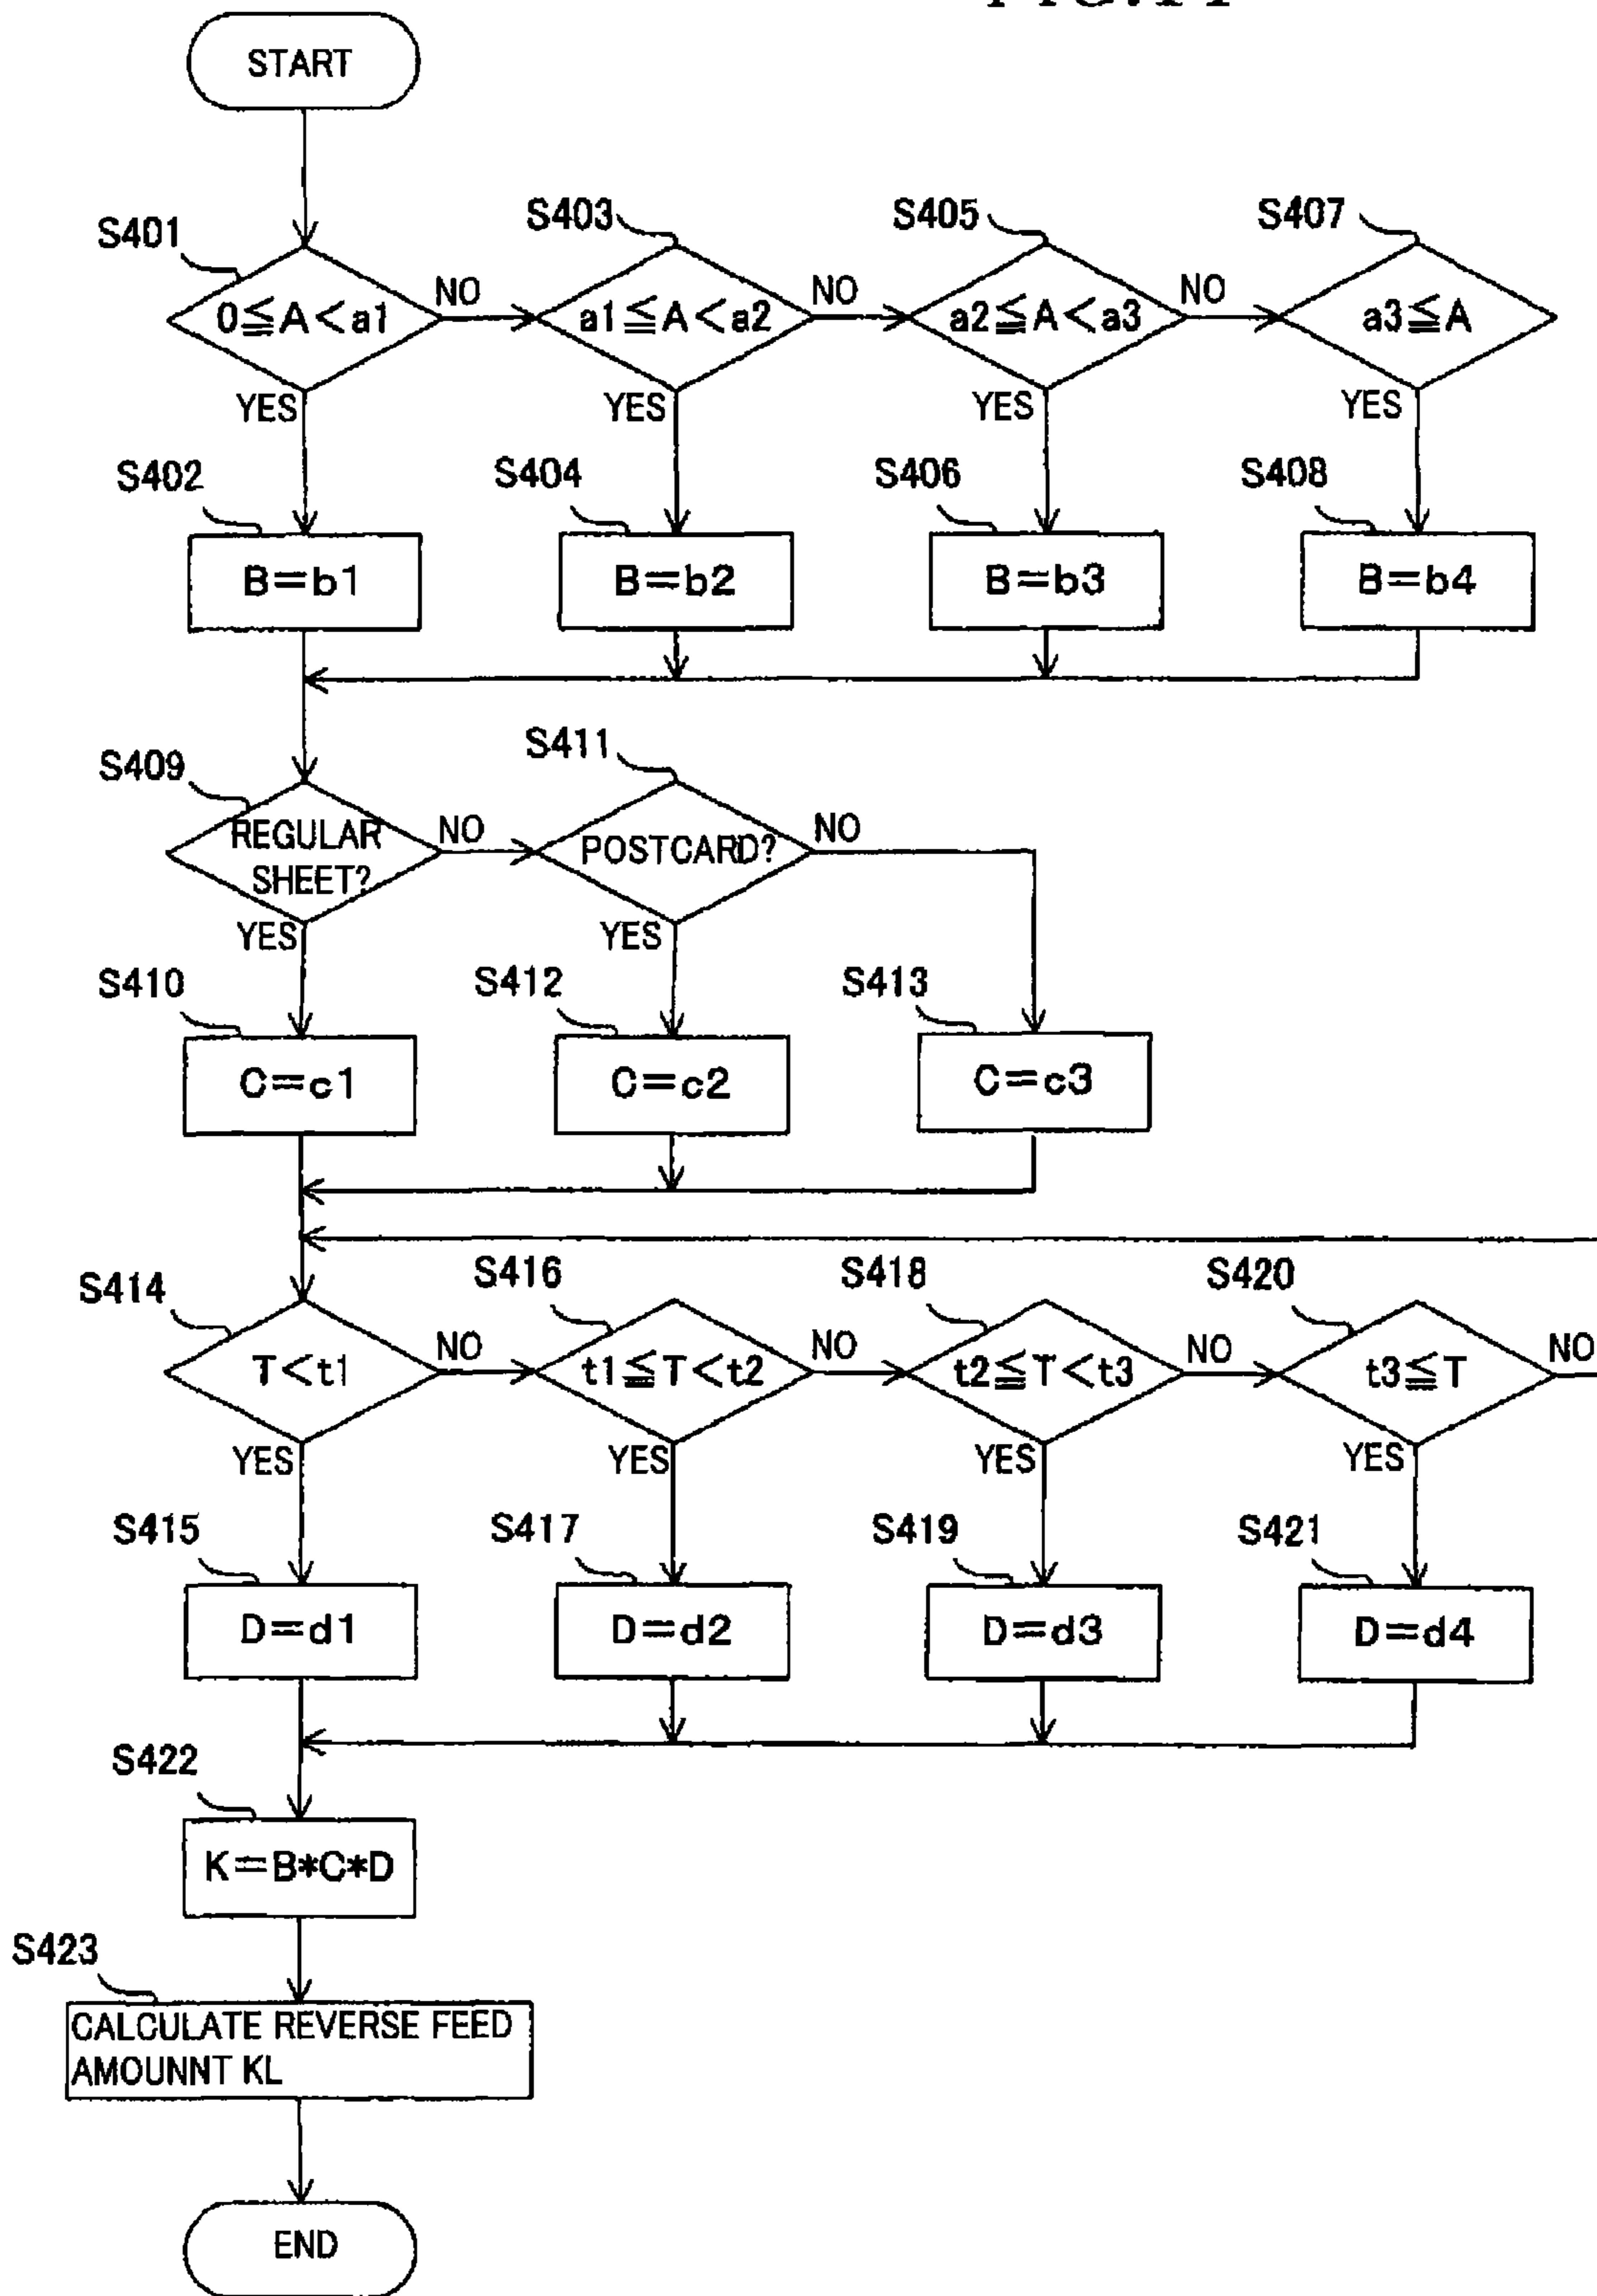 START
S401
S403
S405
S407
0≦A<a1
NO
a1≦A<a2
NO
a2≦A<a3
NO
a3≦A
YES
YES
YES
YES
S402
S404
S406
S408
B=b1
B=b2
B=b3
B=b4
S409
S411
REGULAR
SHEET?
NO
POSTCARD?
NO
YES
YES
S410
S412
S413
C=c1
C=c2
C=c3
S414
S416
S418
S420
T<t1
NO
t1≦T<t2
NO
t2≦T<t3
NO
t3≦T
NO
YES
YES
YES
YES
S415
S417
S419
S421
D=d1
D=d2
D=d3
D=d4
S422
K=B*C*D
S423
CALCULATE REVERSE FEED
AMOUNNT KL
END